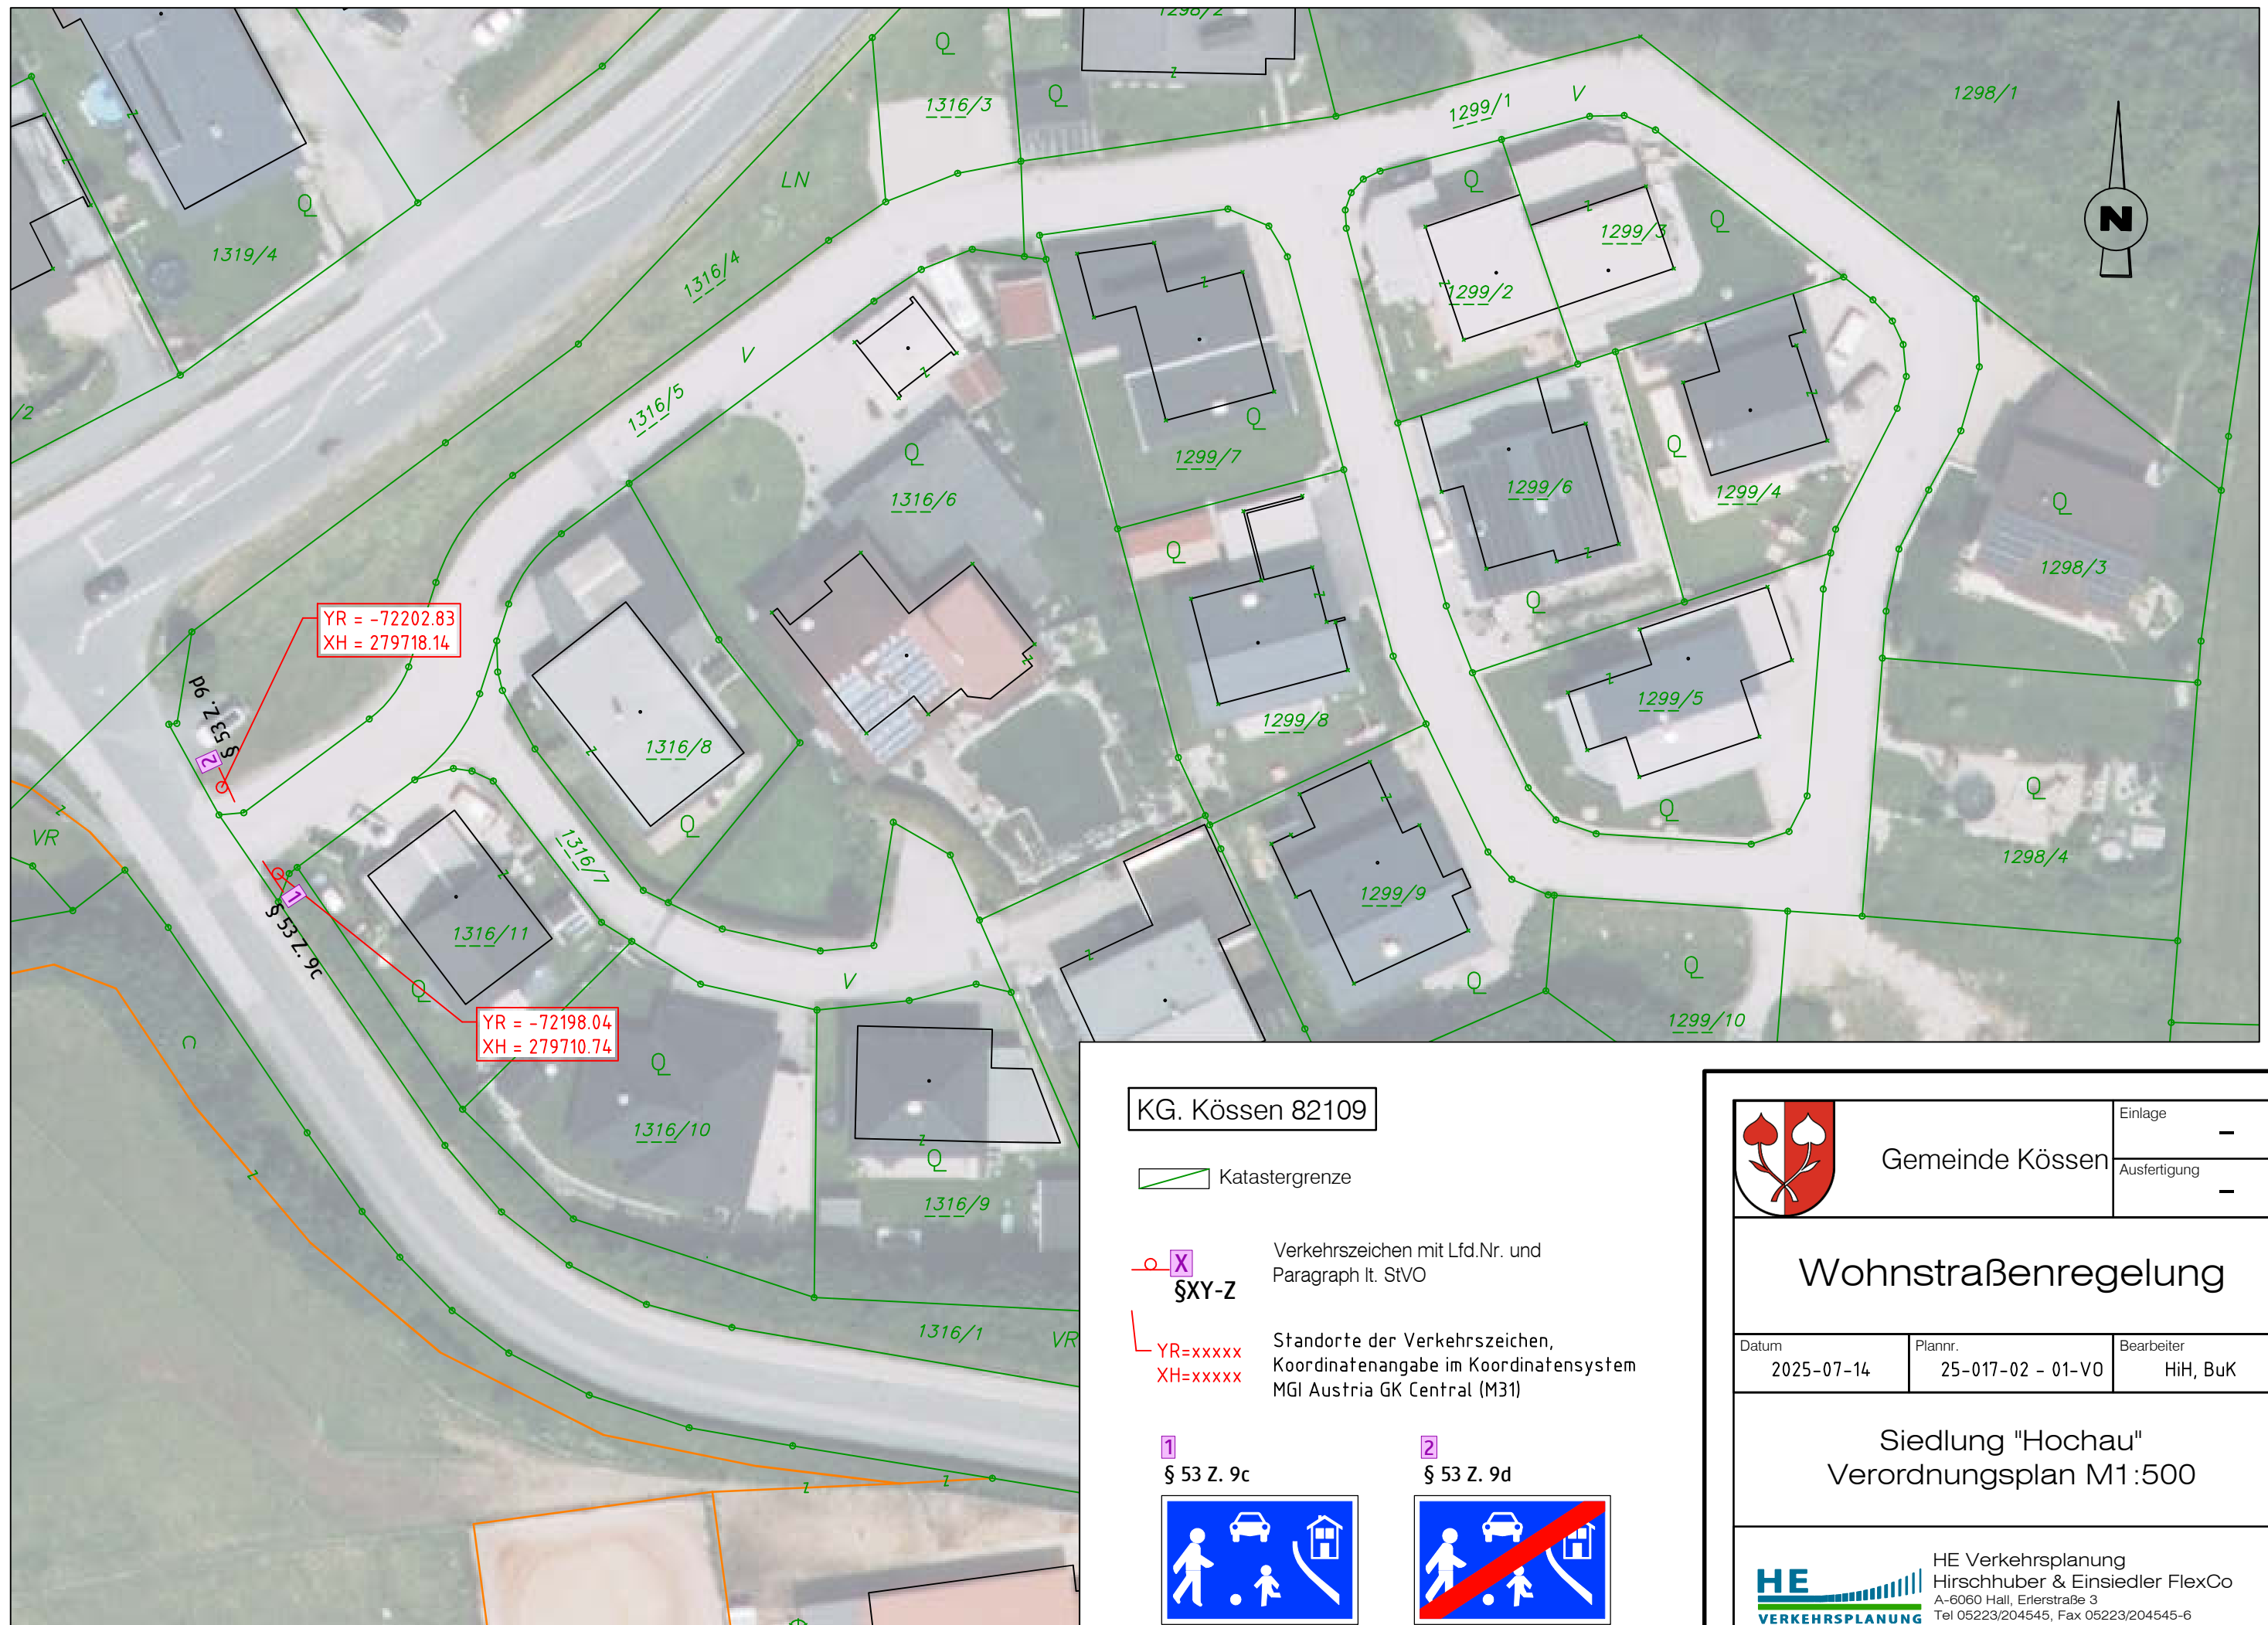 1298/2
Q
1316/3
Q
1299/1
V
1298/1
LN
Q
Q
Q
1319/4
1299/3
N
1316/4
1299/2
V
1316/5
/2
Q
Q
1299/7
Q
1316/6
1299/6
1299/4
Q
Q
1298/3
YR = -72202.83
XH = 279718.14
Q
§ 53 Z. 9d
2
1316/8
1299/8
1299/5
Q
Q
Q
VR
1316/7
1298/4
1
§ 53 Z. 9c
1316/11
1299/9
Q
V
Q
Q
YR = -72198.04
XH = 279710.74
1299/10
Q
1316/10
Q
1316/9
1316/1
VR
KG. Kössen 82109
Katastergrenze
X
§XY-Z
Verkehrszeichen mit Lfd.Nr. und
Paragraph lt. StVO
YR=xxxxx
XH=xxxxx
Standorte der Verkehrszeichen,
Koordinatenangabe im Koordinatensystem
MGI Austria GK Central (M31)
1
§ 53 Z. 9c
2
§ 53 Z. 9d
Gemeinde Kössen
Einlage
–
Ausfertigung
–
Wohnstraßenregelung
Datum
2025-07-14
Plannr.
25-017-02 - 01-VO
Bearbeiter
HiH, BuK
Siedlung "Hochau"
Verordnungsplan M1:500
HE
VERKEHRSPLANUNG
HE Verkehrsplanung
Hirschhuber & Einsiedler FlexCo
A-6060 Hall, Erlerstraße 3
Tel 05223/204545, Fax 05223/204545-6